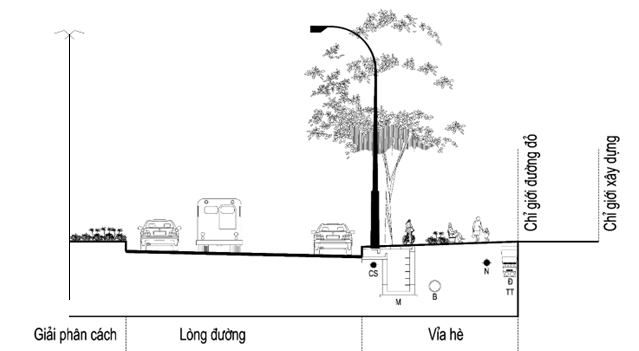 Chỉ giới đường đỏ
Chỉ giới xây dựng
CS
M
B
N
Đ
TT
Giải phân cách
Lòng đường
Vỉa hè